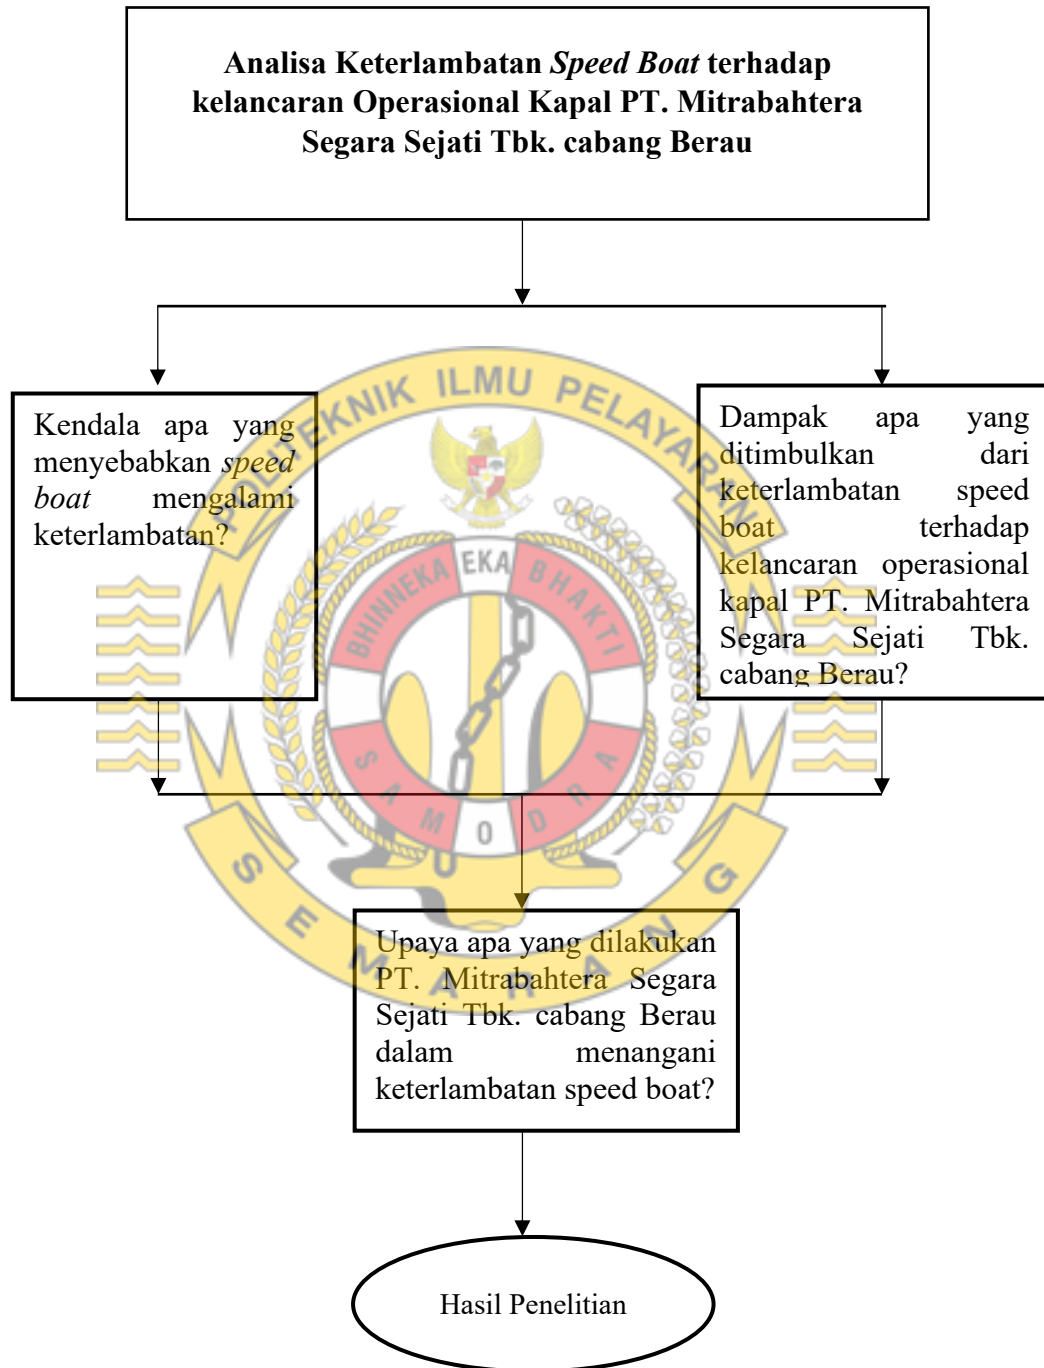 Analisa Keterlambatan Speed Boat terhadap
kelancaran Operasional Kapal PT. Mitrabahtera
Segara Sejati Tbk. cabang Berau
Kendala apa yang
menyebabkan speed
boat mengalami
keterlambatan?
Dampak apa yang
ditimbulkan dari
keterlambatan speed
boat terhadap
kelancaran operasional
kapal PT. Mitrabahtera
Segara Sejati Tbk.
cabang Berau?
POLITEKNIK ILMU PELAYARAN
BHINNEKA EKA BHAKTI
SAMODRA
SEMARANG
Upaya apa yang dilakukan
PT. Mitrabahtera Segara
Sejati Tbk. cabang Berau
dalam menangani
keterlambatan speed boat?
Hasil Penelitian